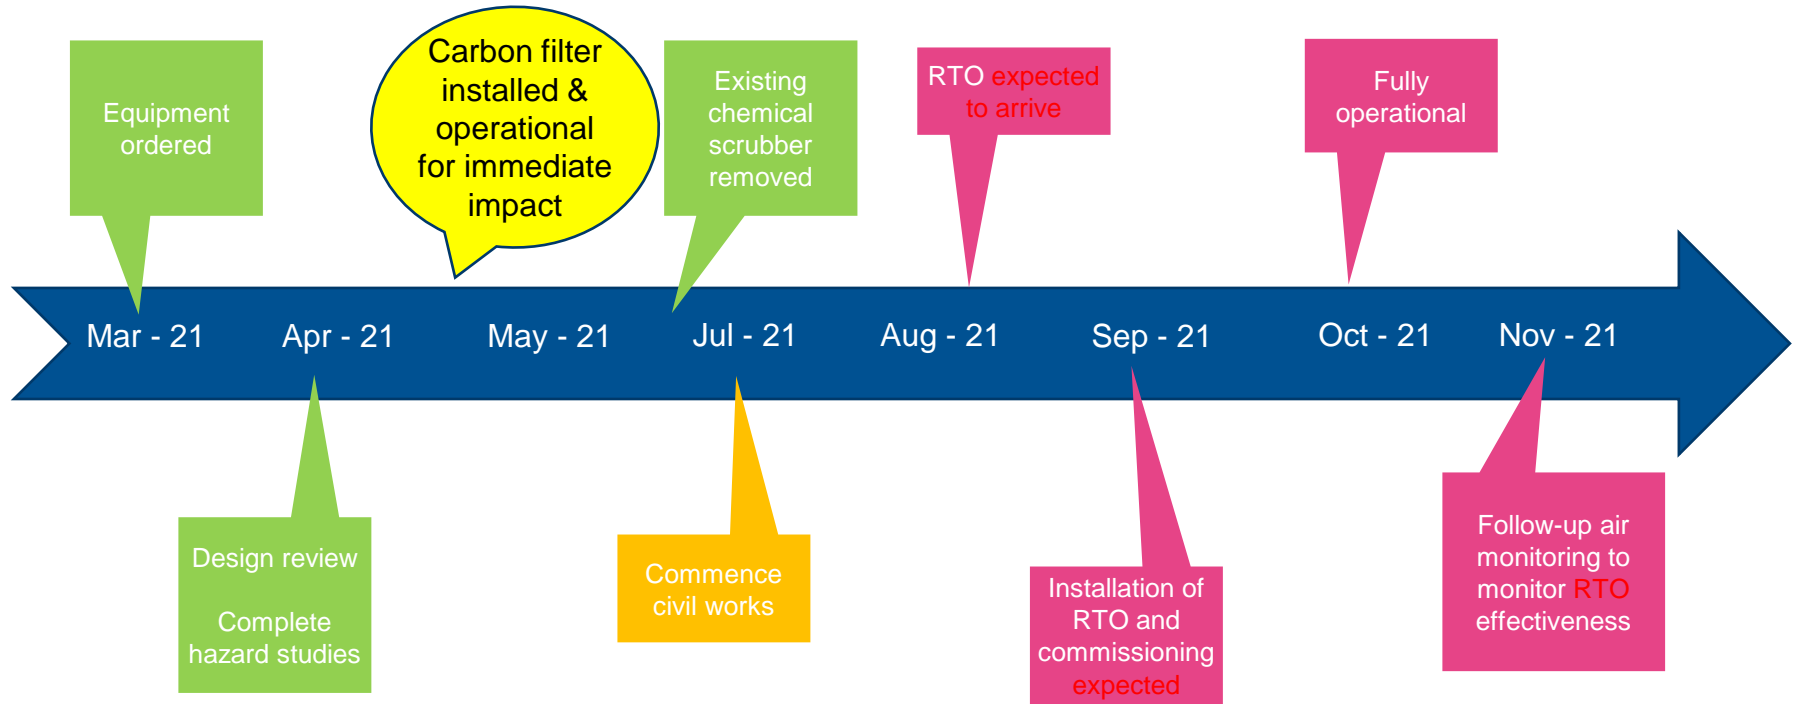 Equipment
ordered
Carbon filter
installed &
operational
for immediate
impact
Existing
chemical
scrubber
removed
RTO expected
to arrive
Fully
operational
Mar - 21
Apr - 21
May - 21
Jul - 21
Aug - 21
Sep - 21
Oct - 21
Nov - 21
Design review
Complete
hazard studies
Commence
civil works
Installation of
RTO and
commissioning
expected
Follow-up air
monitoring to
monitor RTO
effectiveness